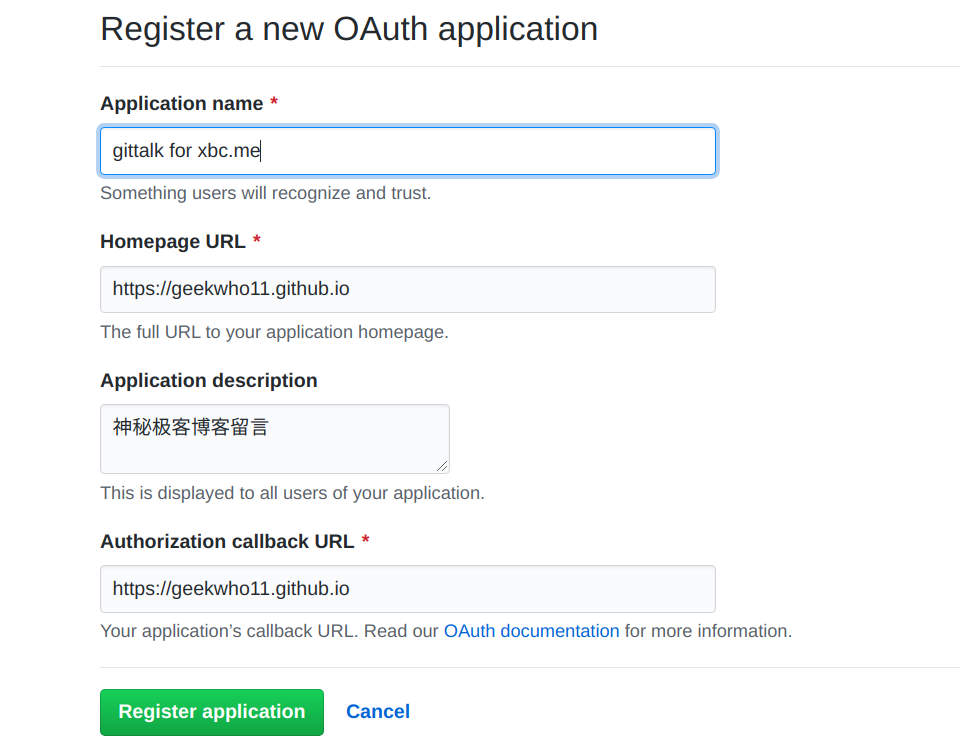 Register a new OAuth application
Application name *
gittalk for xbc.me
Something users will recognize and trust.
Homepage URL *
https://geekwho11.github.io
The full URL to your application homepage.
Application description
神秘极客博客留言
This is displayed to all users of your application.
Authorization callback URL *
https://geekwho11.github.io
Your application’s callback URL. Read our OAuth documentation for more information.
Register application Cancel